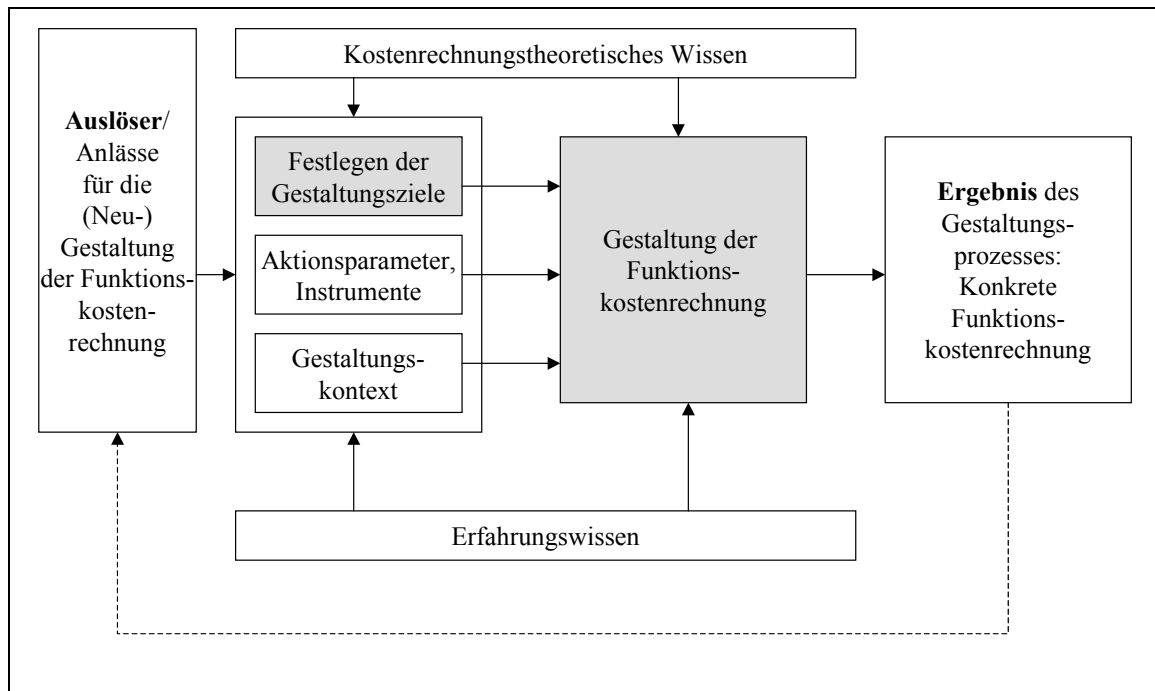 Kostenrechnungstheoretisches Wissen
Auslöser/
Anlässe
für die
(Neu-)
Gestaltung
der Funktions-
kosten-
rechnung
Festlegen der
Gestaltungsziele
Aktionsparameter,
Instrumente
Gestaltungs-
kontext
Gestaltung der
Funktions-
kostenrechnung
Ergebnis des
Gestaltungs-
prozesses:
Konkrete
Funktions-
kostenrechnung
Erfahrungswissen